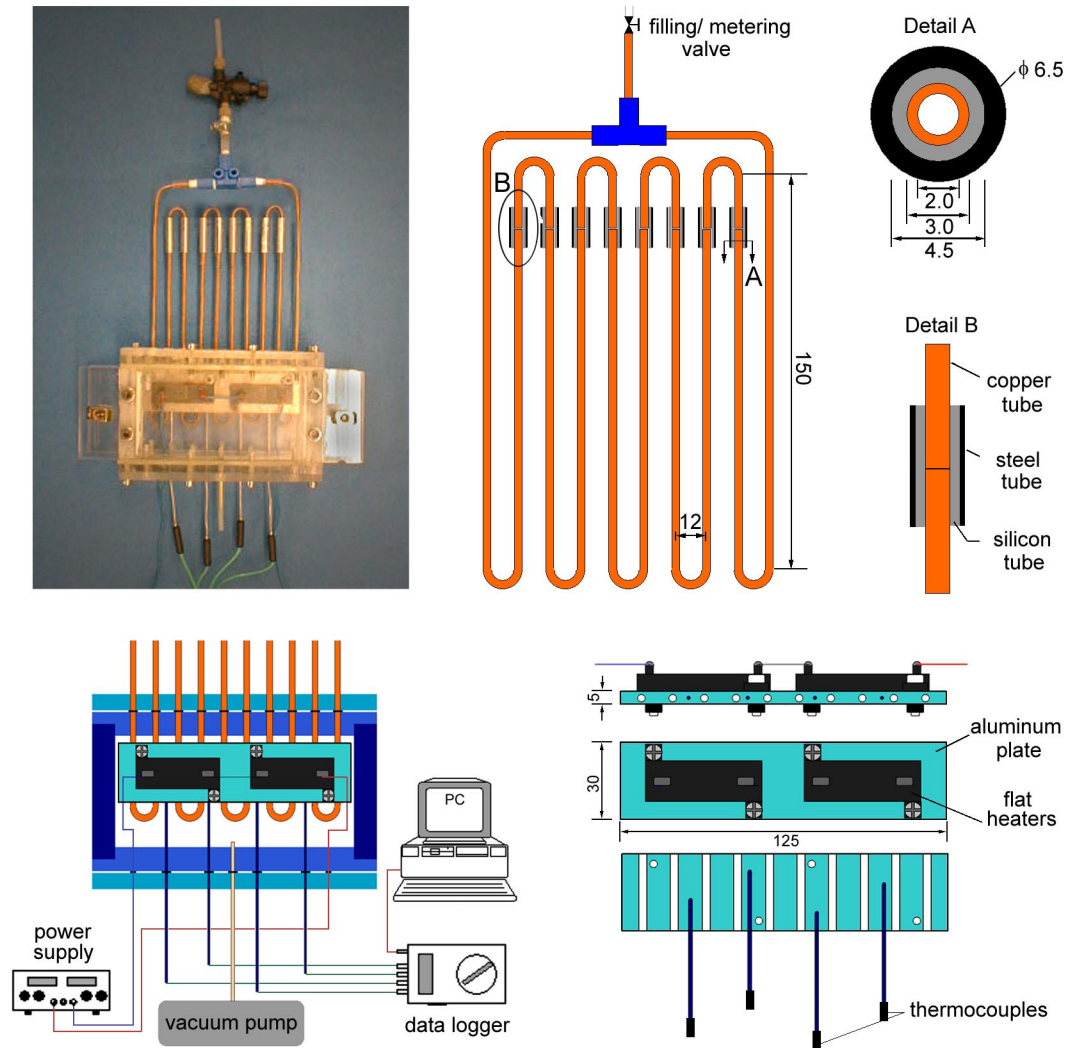 filling/ metering
valve
Detail A
ϕ 6.5
2.0
3.0
4.5
B
A
150
12
Detail B
copper
tube
steel
tube
silicon
tube
PC
power
supply
vacuum pump
data logger
5
30
125
aluminum
plate
flat
heaters
thermocouples